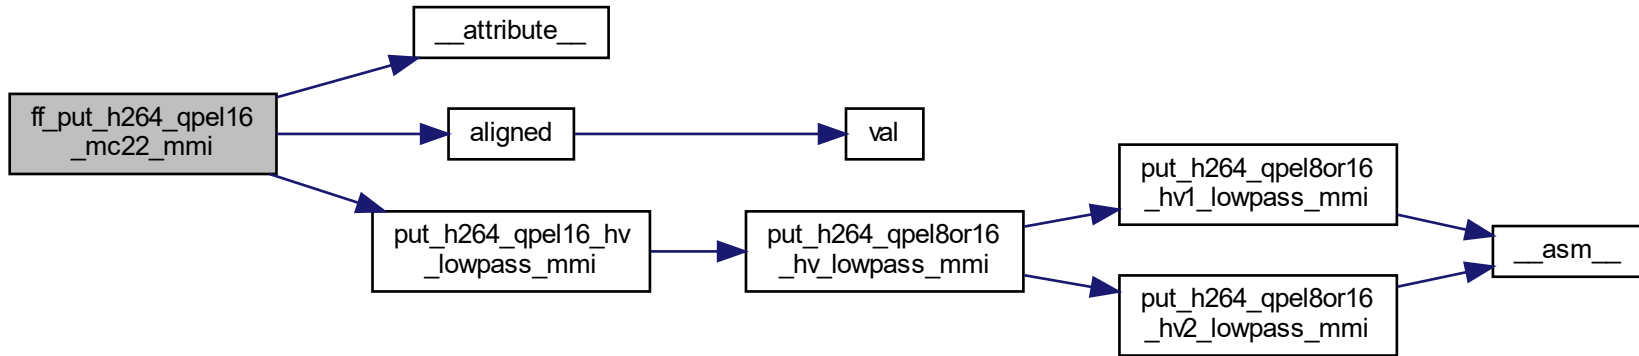 __attribute__
ff_put_h264_qpel16
_mc22_mmi
aligned
val
put_h264_qpel16_hv
_lowpass_mmi
put_h264_qpel8or16
_hv_lowpass_mmi
put_h264_qpel8or16
_hv1_lowpass_mmi
put_h264_qpel8or16
_hv2_lowpass_mmi
__asm__